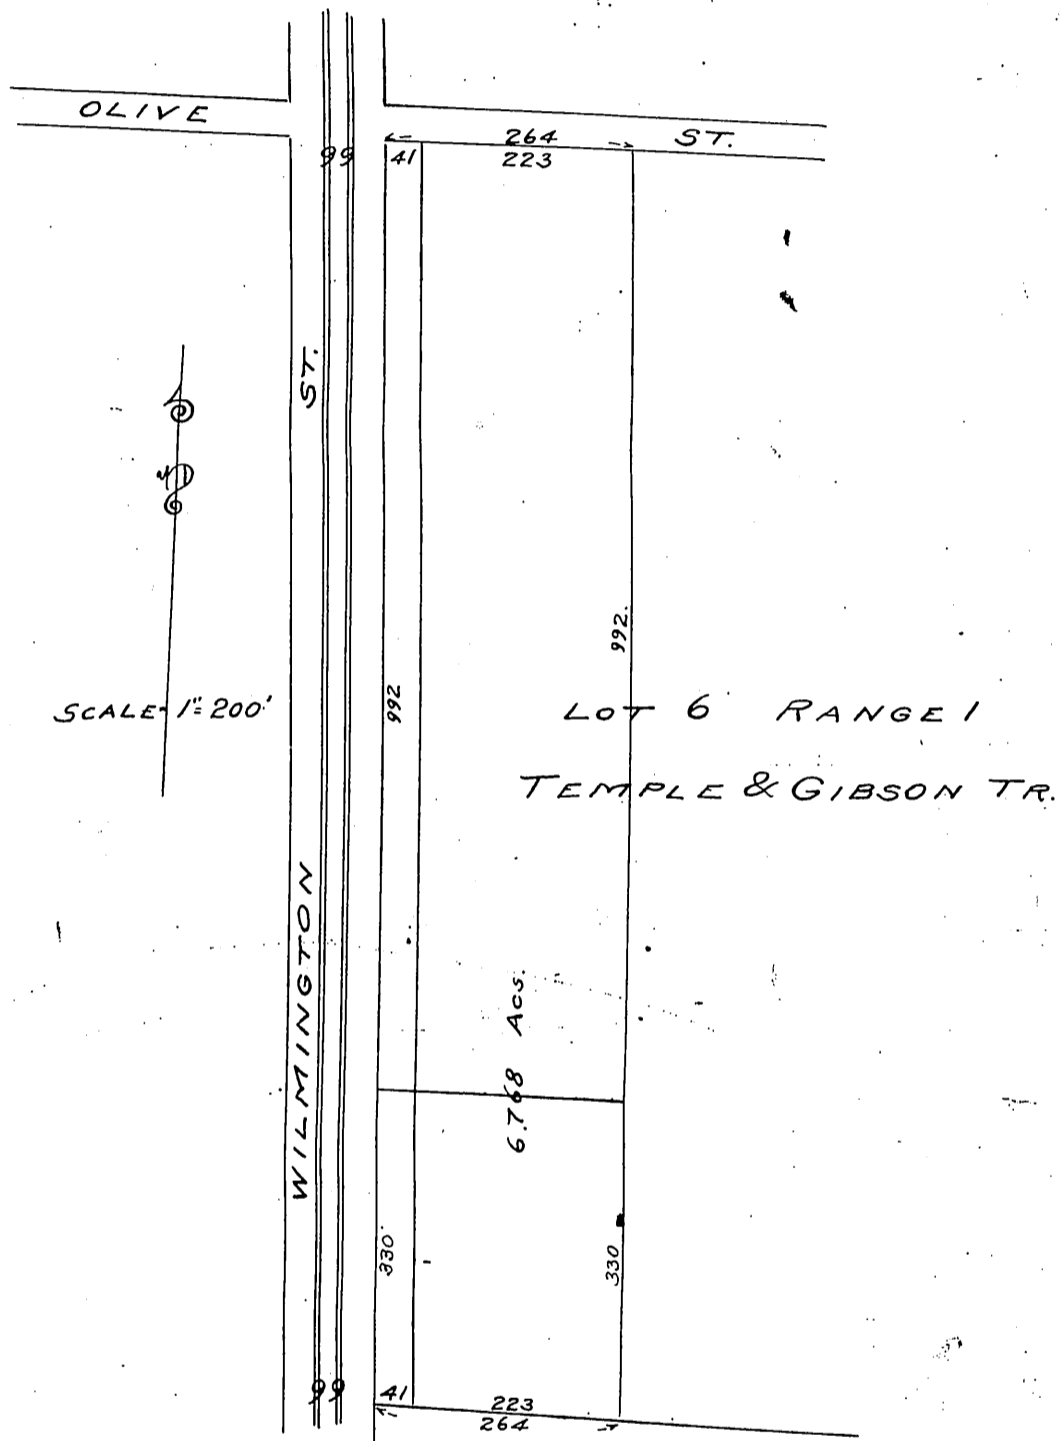 OLIVE ST.
264
99 41 223
ST.
992.
992
SCALE 1"=200'
LOT 6 RANGE 1
TEMPLE & GIBSON TR.
WILMINGTON
6.768 Acs.
330'
330
99 41 223
264